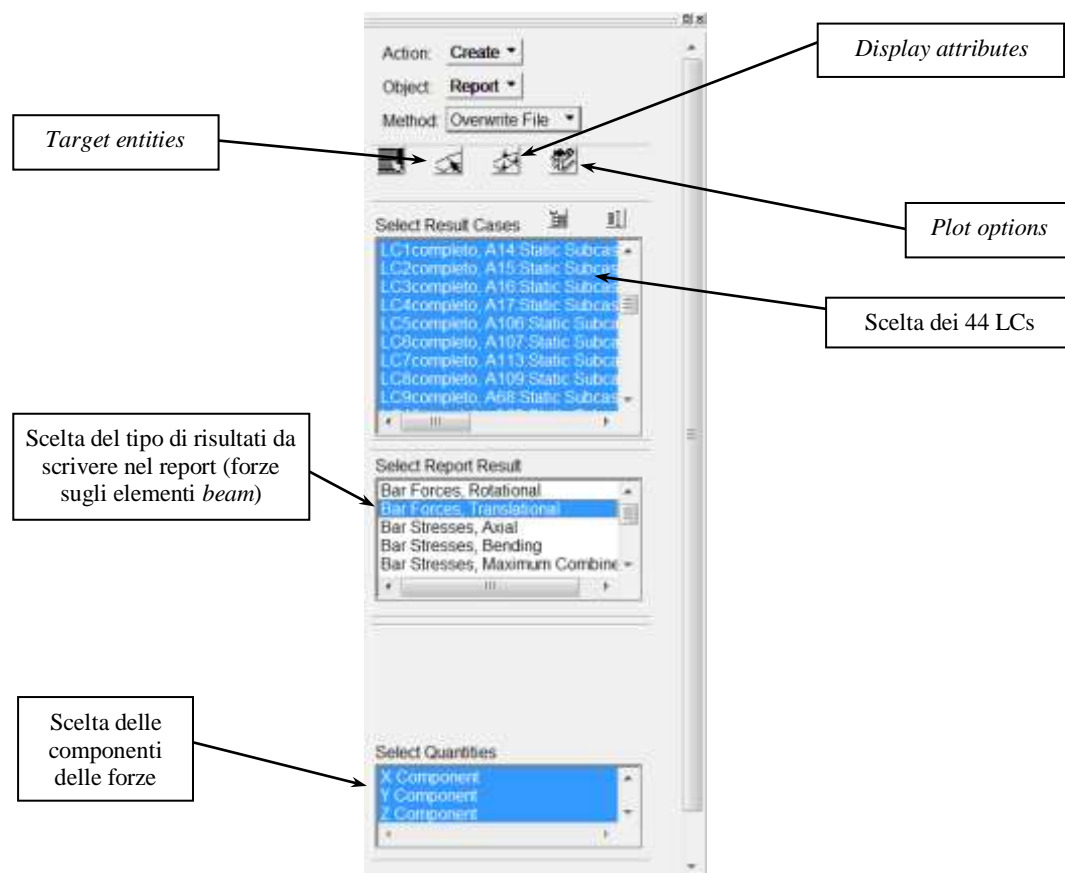 Action: Create
Display attributes
Object: Report
Method: Overwrite File
Target entities
Select Result Cases
Plot options
LC1completo, A14 Static Subcas
LC2completo, A15 Static Subcas
LC3completo, A16 Static Subcas
LC4completo, A17 Static Subcas
LC5completo, A106 Static Subca
LC6completo, A107 Static Subca
LC7completo, A113 Static Subca
LC8completo, A109 Static Subca
LC9completo, A68 Static Subcas
Scelta dei 44 LCs
Scelta del tipo di risultati da
scrivere nel report (forze
sugli elementi beam)
Select Report Result
Bar Forces, Rotational
Bar Forces, Translational
Bar Stresses, Axial
Bar Stresses, Bending
Bar Stresses, Maximum Combine
Scelta delle
componenti
delle forze
Select Quantities
X Component
Y Component
Z Component